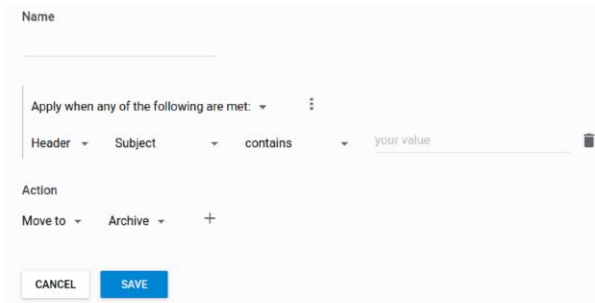 Name
Apply when any of the following are met:
Header Subject contains your value
Action
Move to Archive +
CANCEL SAVE